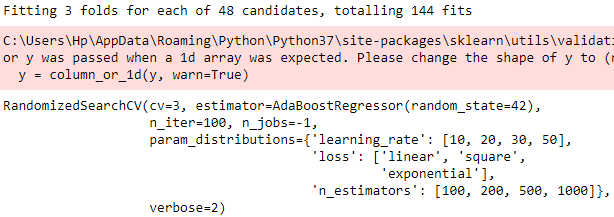 Fitting 3 folds for each of 48 candidates, totalling 144 fits
C:\Users\Hp\AppData\Roaming\Python\Python37\site-packages\sklearn\utils\validati
or y was passed when a 1d array was expected. Please change the shape of y to (n
y = column_or_1d(y, warn=True)
RandomizedSearchCV(cv=3, estimator=AdaBoostRegressor(random_state=42),
n_iter=100, n_jobs=-1,
param_distributions={'learning_rate': [10, 20, 30, 50],
'loss': ['linear', 'square',
'exponential'],
'n_estimators': [100, 200, 500, 1000]},
verbose=2)